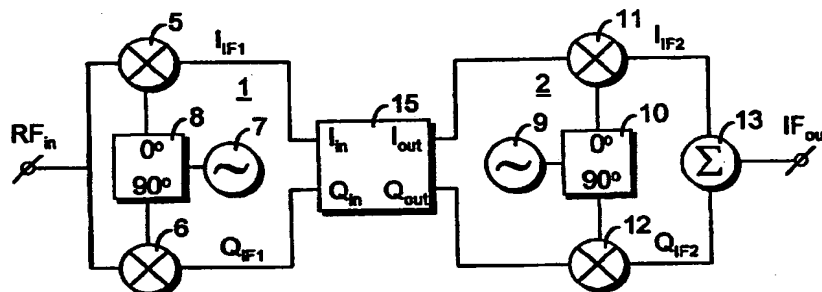 5
I_IF1
1
RF_in
8
7
0°
90°
6
Q_IF1
15
I_in
I_out
Q_in
Q_out
11
I_IF2
2
9
10
0°
90°
13
Σ
IF_ou
12
Q_IF2